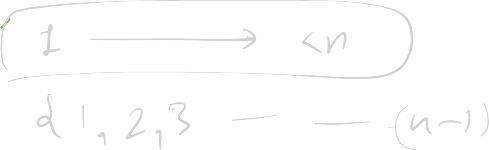 1 ⟶ <n
{1, 2, 3 — — (n-1)